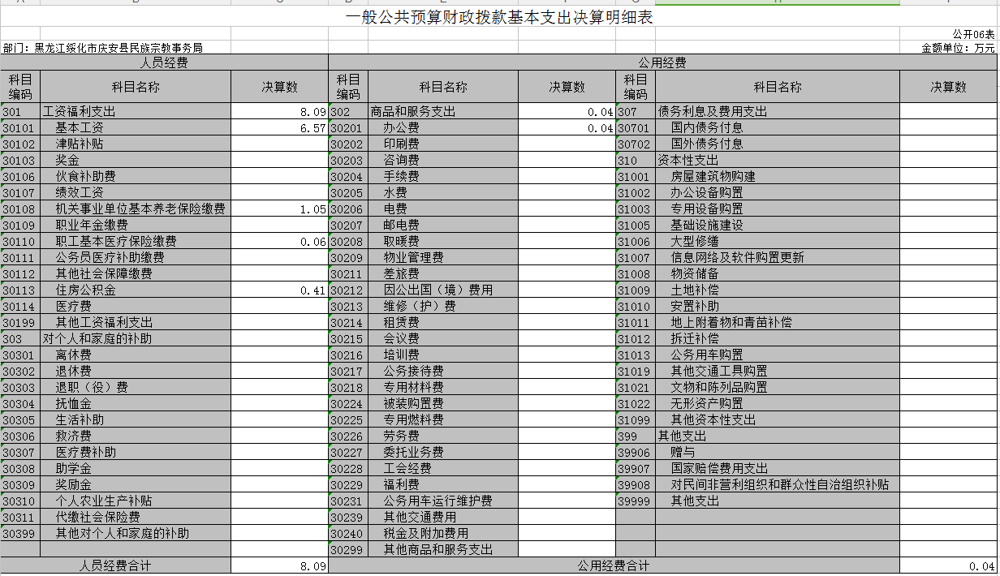 一般公共预算财政拨款基本支出决算明细表
公开06表
部门：黑龙江绥化市庆安县民族宗教事务局 金额单位：万元
人员经费 公用经费
科目编码 科目名称 决算数 科目编码 科目名称 决算数 科目编码 科目名称 决算数
301 工资福利支出 8.09 302 商品和服务支出 0.04 307 债务利息及费用支出
30101 基本工资 6.57 30201 办公费 0.04 30701 国内债务付息
30102 津贴补贴 30202 印刷费 30702 国外债务付息
30103 奖金 30203 咨询费 310 资本性支出
30106 伙食补助费 30204 手续费 31001 房屋建筑物购建
30107 绩效工资 30205 水费 31002 办公设备购置
30108 机关事业单位基本养老保险缴费 1.05 30206 电费 31003 专用设备购置
30109 职业年金缴费 30207 邮电费 31005 基础设施建设
30110 职工基本医疗保险缴费 0.06 30208 取暖费 31006 大型修缮
30111 公务员医疗补助缴费 30209 物业管理费 31007 信息网络及软件购置更新
30112 其他社会保障缴费 30211 差旅费 31008 物资储备
30113 住房公积金 0.41 30212 因公出国（境）费用 31009 土地补偿
30114 医疗费 30213 维修（护）费 31010 安置补助
30199 其他工资福利支出 30214 租赁费 31011 地上附着物和青苗补偿
303 对个人和家庭的补助 30215 会议费 31012 拆迁补偿
30301 离休费 30216 培训费 31013 公务用车购置
30302 退休费 30217 公务接待费 31019 其他交通工具购置
30303 退职（役）费 30218 专用材料费 31021 文物和陈列品购置
30304 抚恤金 30224 被装购置费 31022 无形资产购置
30305 生活补助 30225 专用燃料费 31099 其他资本性支出
30306 救济费 30226 劳务费 399 其他支出
30307 医疗费补助 30227 委托业务费 39906 赠与
30308 助学金 30228 工会经费 39907 国家赔偿费用支出
30309 奖励金 30229 福利费 39908 对民间非营利组织和群众性自治组织补贴
30310 个人农业生产补贴 30231 公务用车运行维护费 39999 其他支出
30311 代缴社会保险费 30239 其他交通费用
30399 其他对个人和家庭的补助 30240 税金及附加费用
30299 其他商品和服务支出
人员经费合计 8.09 公用经费合计 0.04